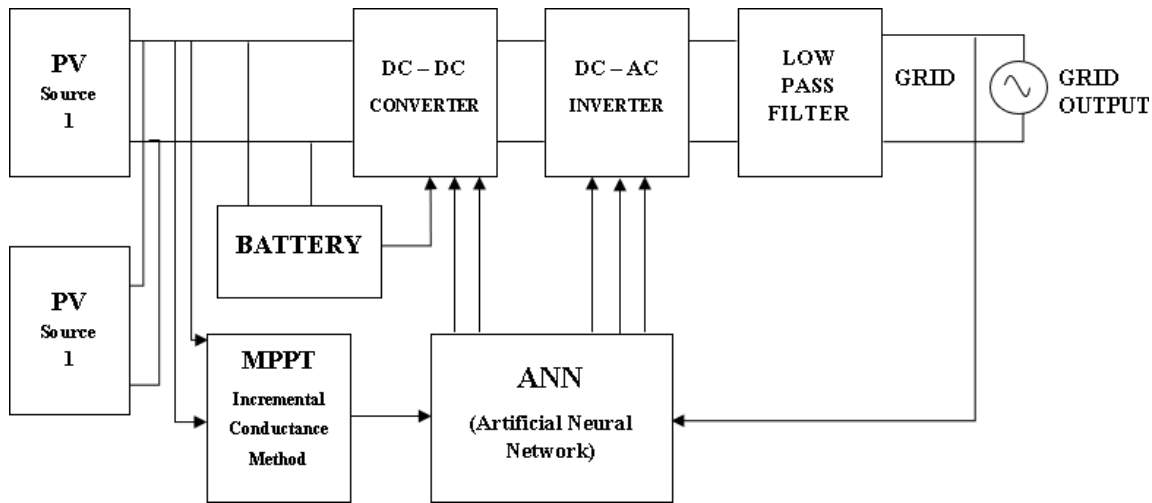 PV
Source
1
DC – DC
CONVERTER
DC – AC
INVERTER
LOW
PASS
FILTER
GRID
GRID
OUTPUT
BATTERY
PV
Source
1
MPPT
Incremental
Conductance
Method
ANN
(Artificial Neural
Network)